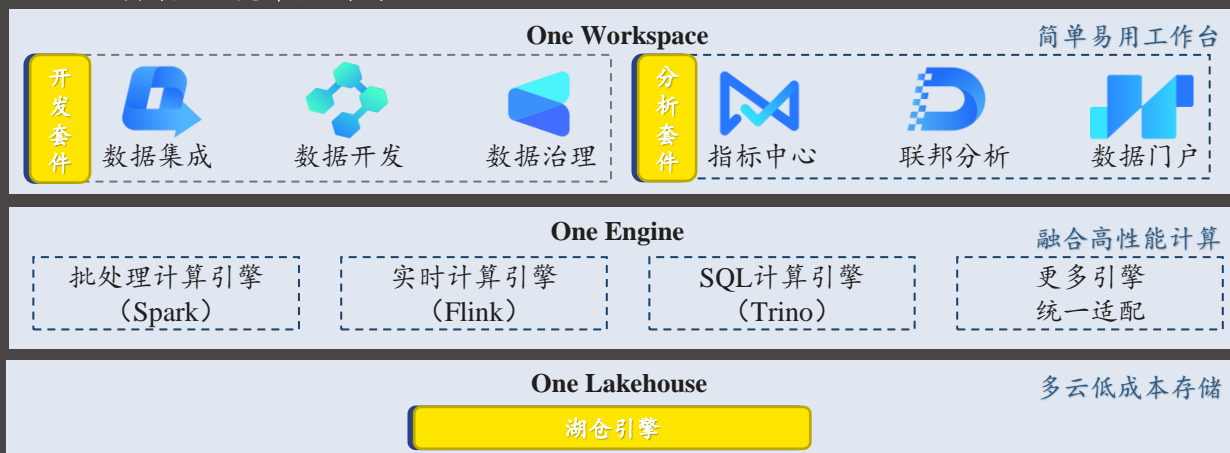 One Workspace
简单易用工作台
开发套件
数据集成
数据开发
数据治理
分析套件
指标中心
联邦分析
数据门户
One Engine
融合高性能计算
批处理计算引擎
（Spark）
实时计算引擎
（Flink）
SQL计算引擎
（Trino）
更多引擎
统一适配
One Lakehouse
多云低成本存储
湖仓引擎